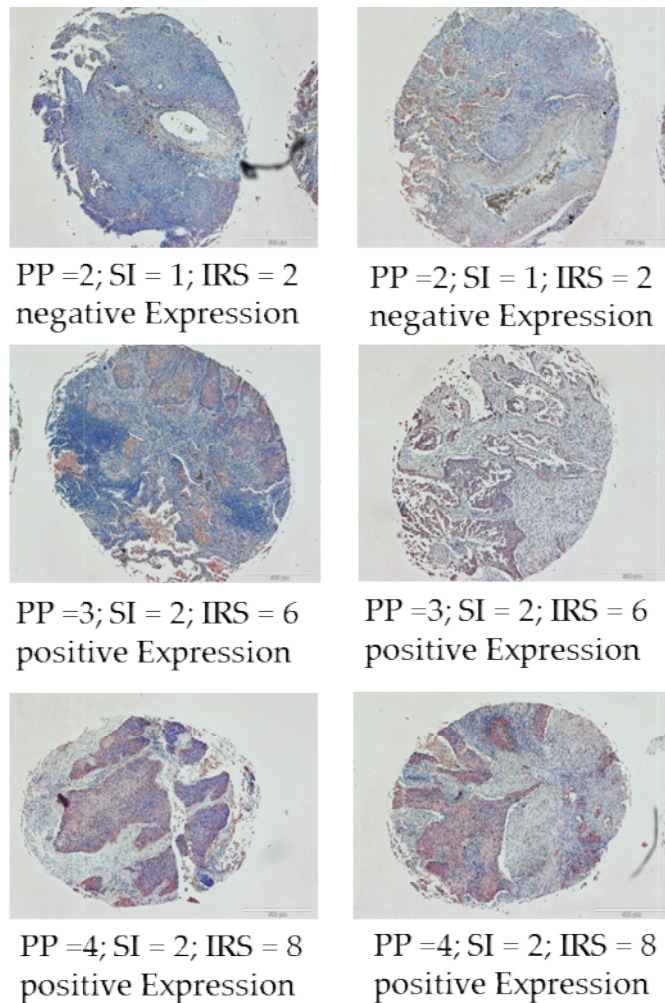 PP =2; SI = 1; IRS = 2
negative Expression
PP =2; SI = 1; IRS = 2
negative Expression
PP =3; SI = 2; IRS = 6
positive Expression
PP =3; SI = 2; IRS = 6
positive Expression
PP =4; SI = 2; IRS = 8
positive Expression
PP =4; SI = 2; IRS = 8
positive Expression